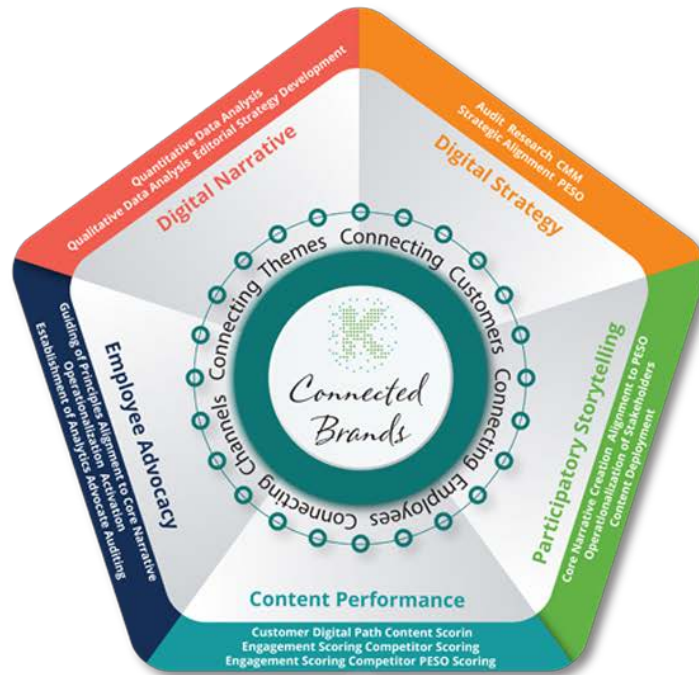 Quantitative Data Analysis
Qualitative Data Analysis Editorial Strategy Development
Digital Narrative
Audit Research CMM
Strategic Alignment PESO
Digital Strategy
Participatory Storytelling
Core Narrative Creation Alignment to PESO
Operationalization of Stakeholders
Content Deployment
Content Performance
Customer Digital Path Content Scorin
Engagement Scoring Competitor Scoring
Engagement Scoring Competitor PESO Scoring
Employee Advocacy
Guiding of Principles Alignment to Core Narrative
Operationalization Activation
Establishment of Analytics Advocate Auditing
Connecting Themes
Connecting Customers
Connecting Employees
Connecting Channels
K
Connected
Brands